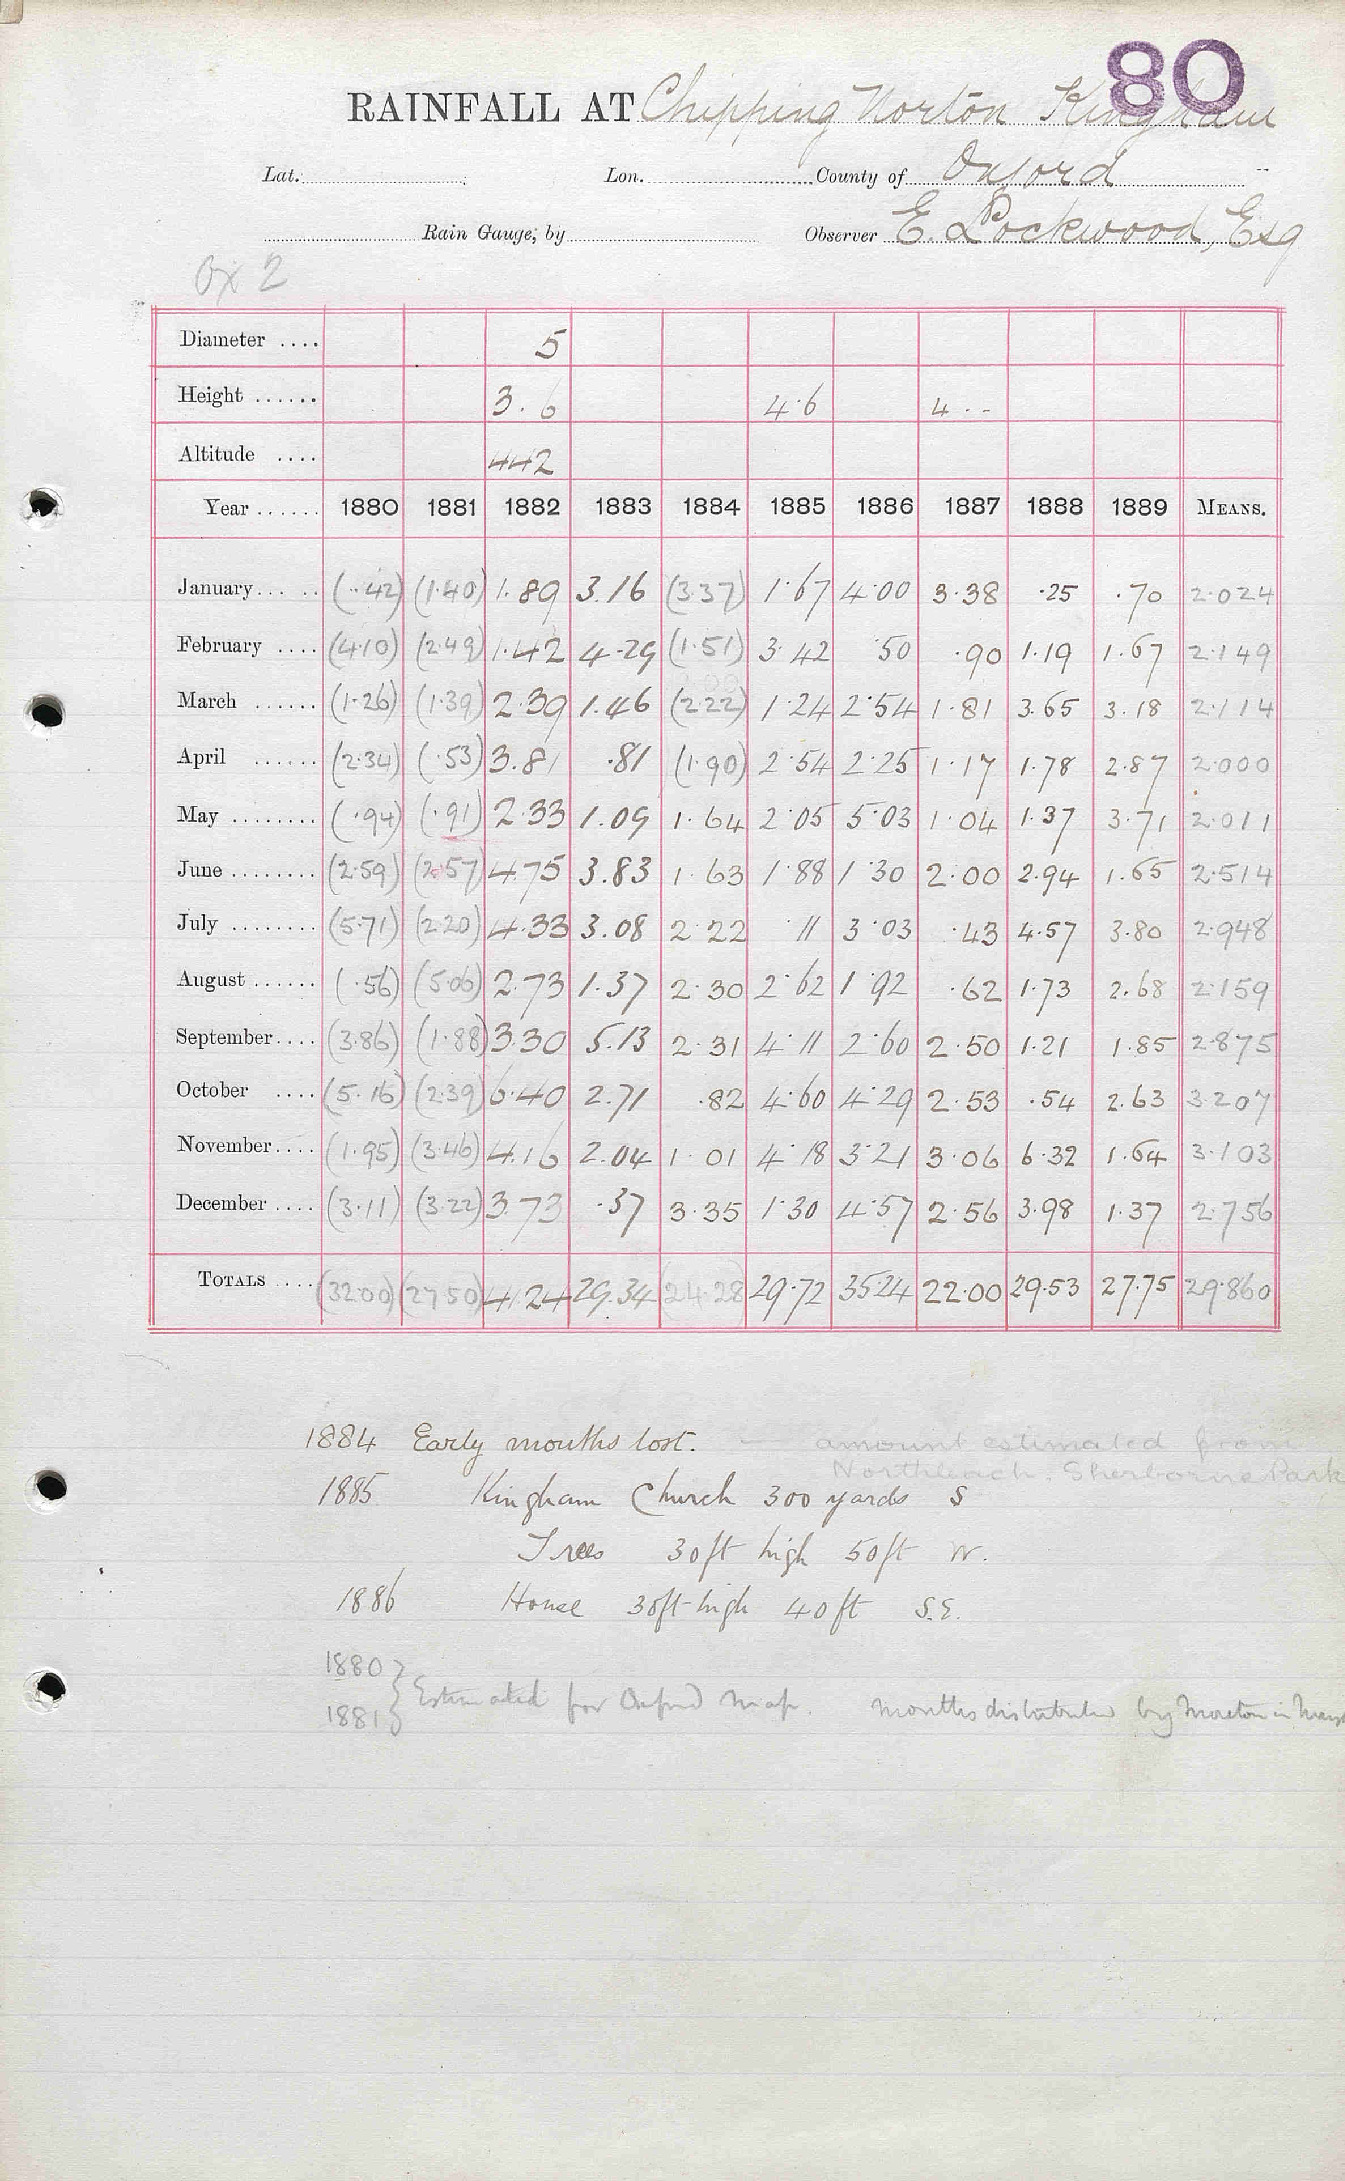 80
RAINFALL AT Chipping Norton Kingham
Lat. Lon. County of Oxford
Rain Gauge, by Observer E. Lockwood, Esq
Ox 2
Diameter .... 5
Height ...... 3. 6 4.6 4 . --
Altitude .... 442
Year ...... 1880 1881 1882 1883 1884 1885 1886 1887 1888 1889 MEANS.
January ... .. (.42) (1.40) 1.89 3.16 (3.37) 1.67 4.00 3.38 .25 .70 2.024
February .... (4.10) (2.49) 1.42 4.29 (1.51) 3.42 .50 .90 1.19 1.67 2.149
March ...... (1.26) (1.39) 2.39 1.46 (2.22) 1.24 2.54 1.81 3.65 3.18 2.114
April ...... (2.34) (.53) 3.81 .81 (1.90) 2.54 2.25 1.17 1.78 2.87 2.000
May ........ (.94) (.91) 2.33 1.09 1.64 2.05 5.03 1.04 1.37 3.71 2.011
June ........ (2.59) (2.57) 4.75 3.83 1.63 1.88 1.30 2.00 2.94 1.65 2.514
July ........ (5.71) (2.20) 4.33 3.08 2.22 .11 3.03 .43 4.57 3.80 2.948
August ...... (.56) (5.06) 2.73 1.37 2.30 2.62 1.92 .62 1.73 2.68 2.159
September .... (3.86) (1.88) 3.30 5.13 2.31 4.11 2.60 2.50 1.21 1.85 2.875
October .... (5.16) (2.39) 6.40 2.71 .82 4.60 4.29 2.53 .54 2.63 3.207
November .... (1.95) (3.46) 4.16 2.04 1.01 4.18 3.21 3.06 6.32 1.64 3.103
December .... (3.11) (3.22) 3.73 .37 3.35 1.30 4.57 2.56 3.98 1.37 2.756
TOTALS .... (32.00) (27.50) 41.24 29.34 (24.28) 29.72 35.24 22.00 29.53 27.75 29.860
1884 Early months lost. — amount estimated from
Northleach, Sherborne Park
1885 Kingham Church 300 yards S
Trees 30ft high 50ft W.
1886 House 30ft high 40ft S.E.
1880
1881 } Estimated for Oxford Map. Months distributed by Moreton in Marsh